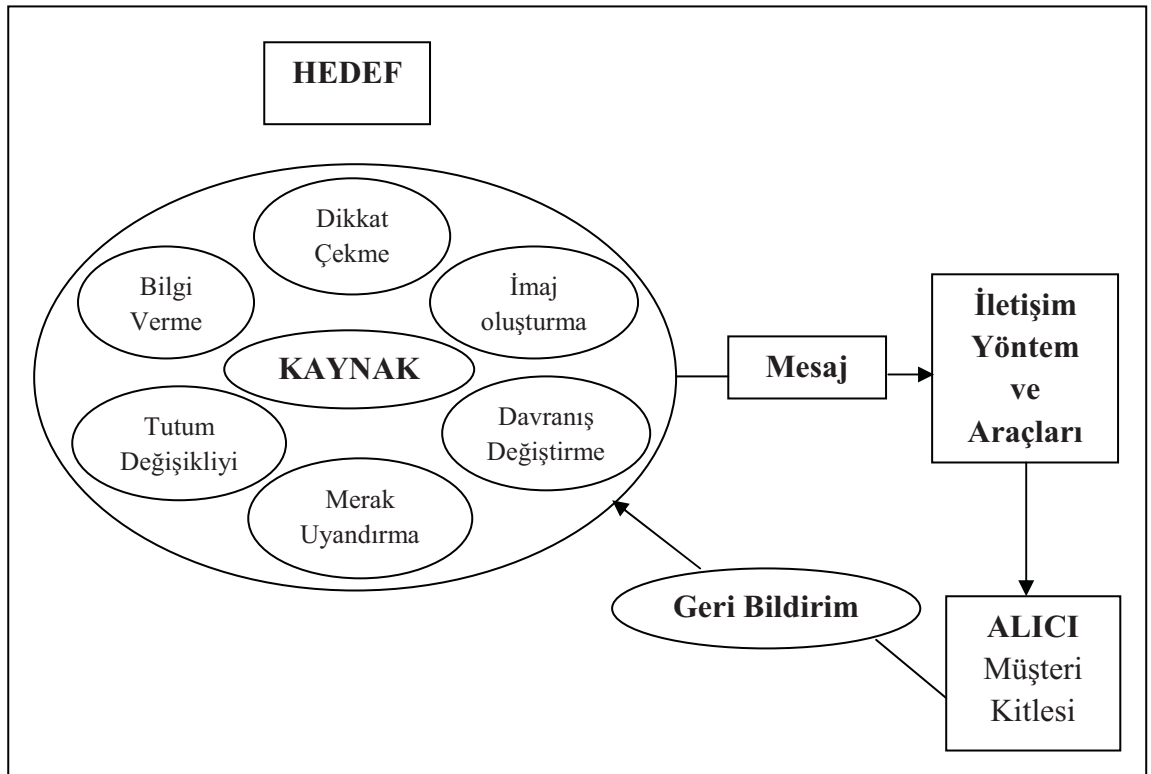 HEDEF
Dikkat
Çekme
Bilgi
Verme
İmaj
oluşturma
KAYNAK
Tutum
Değişikliyi
Davranış
Değiştirme
Merak
Uyandırma
Mesaj
İletişim
Yöntem
ve
Araçları
Geri Bildirim
ALICI
Müşteri
Kitlesi